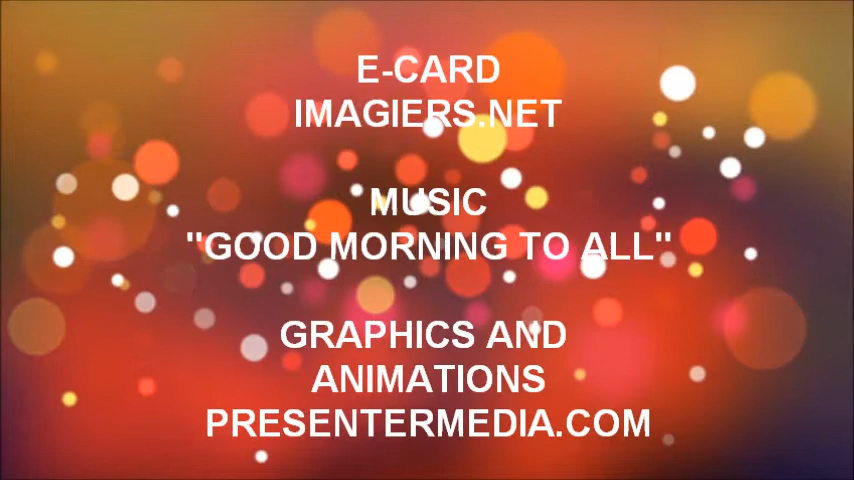 E-CARD
IMAGIERS.NET
MUSIC
"GOOD MORNING TO ALL"
GRAPHICS AND
ANIMATIONS
PRESENTERMEDIA.COM